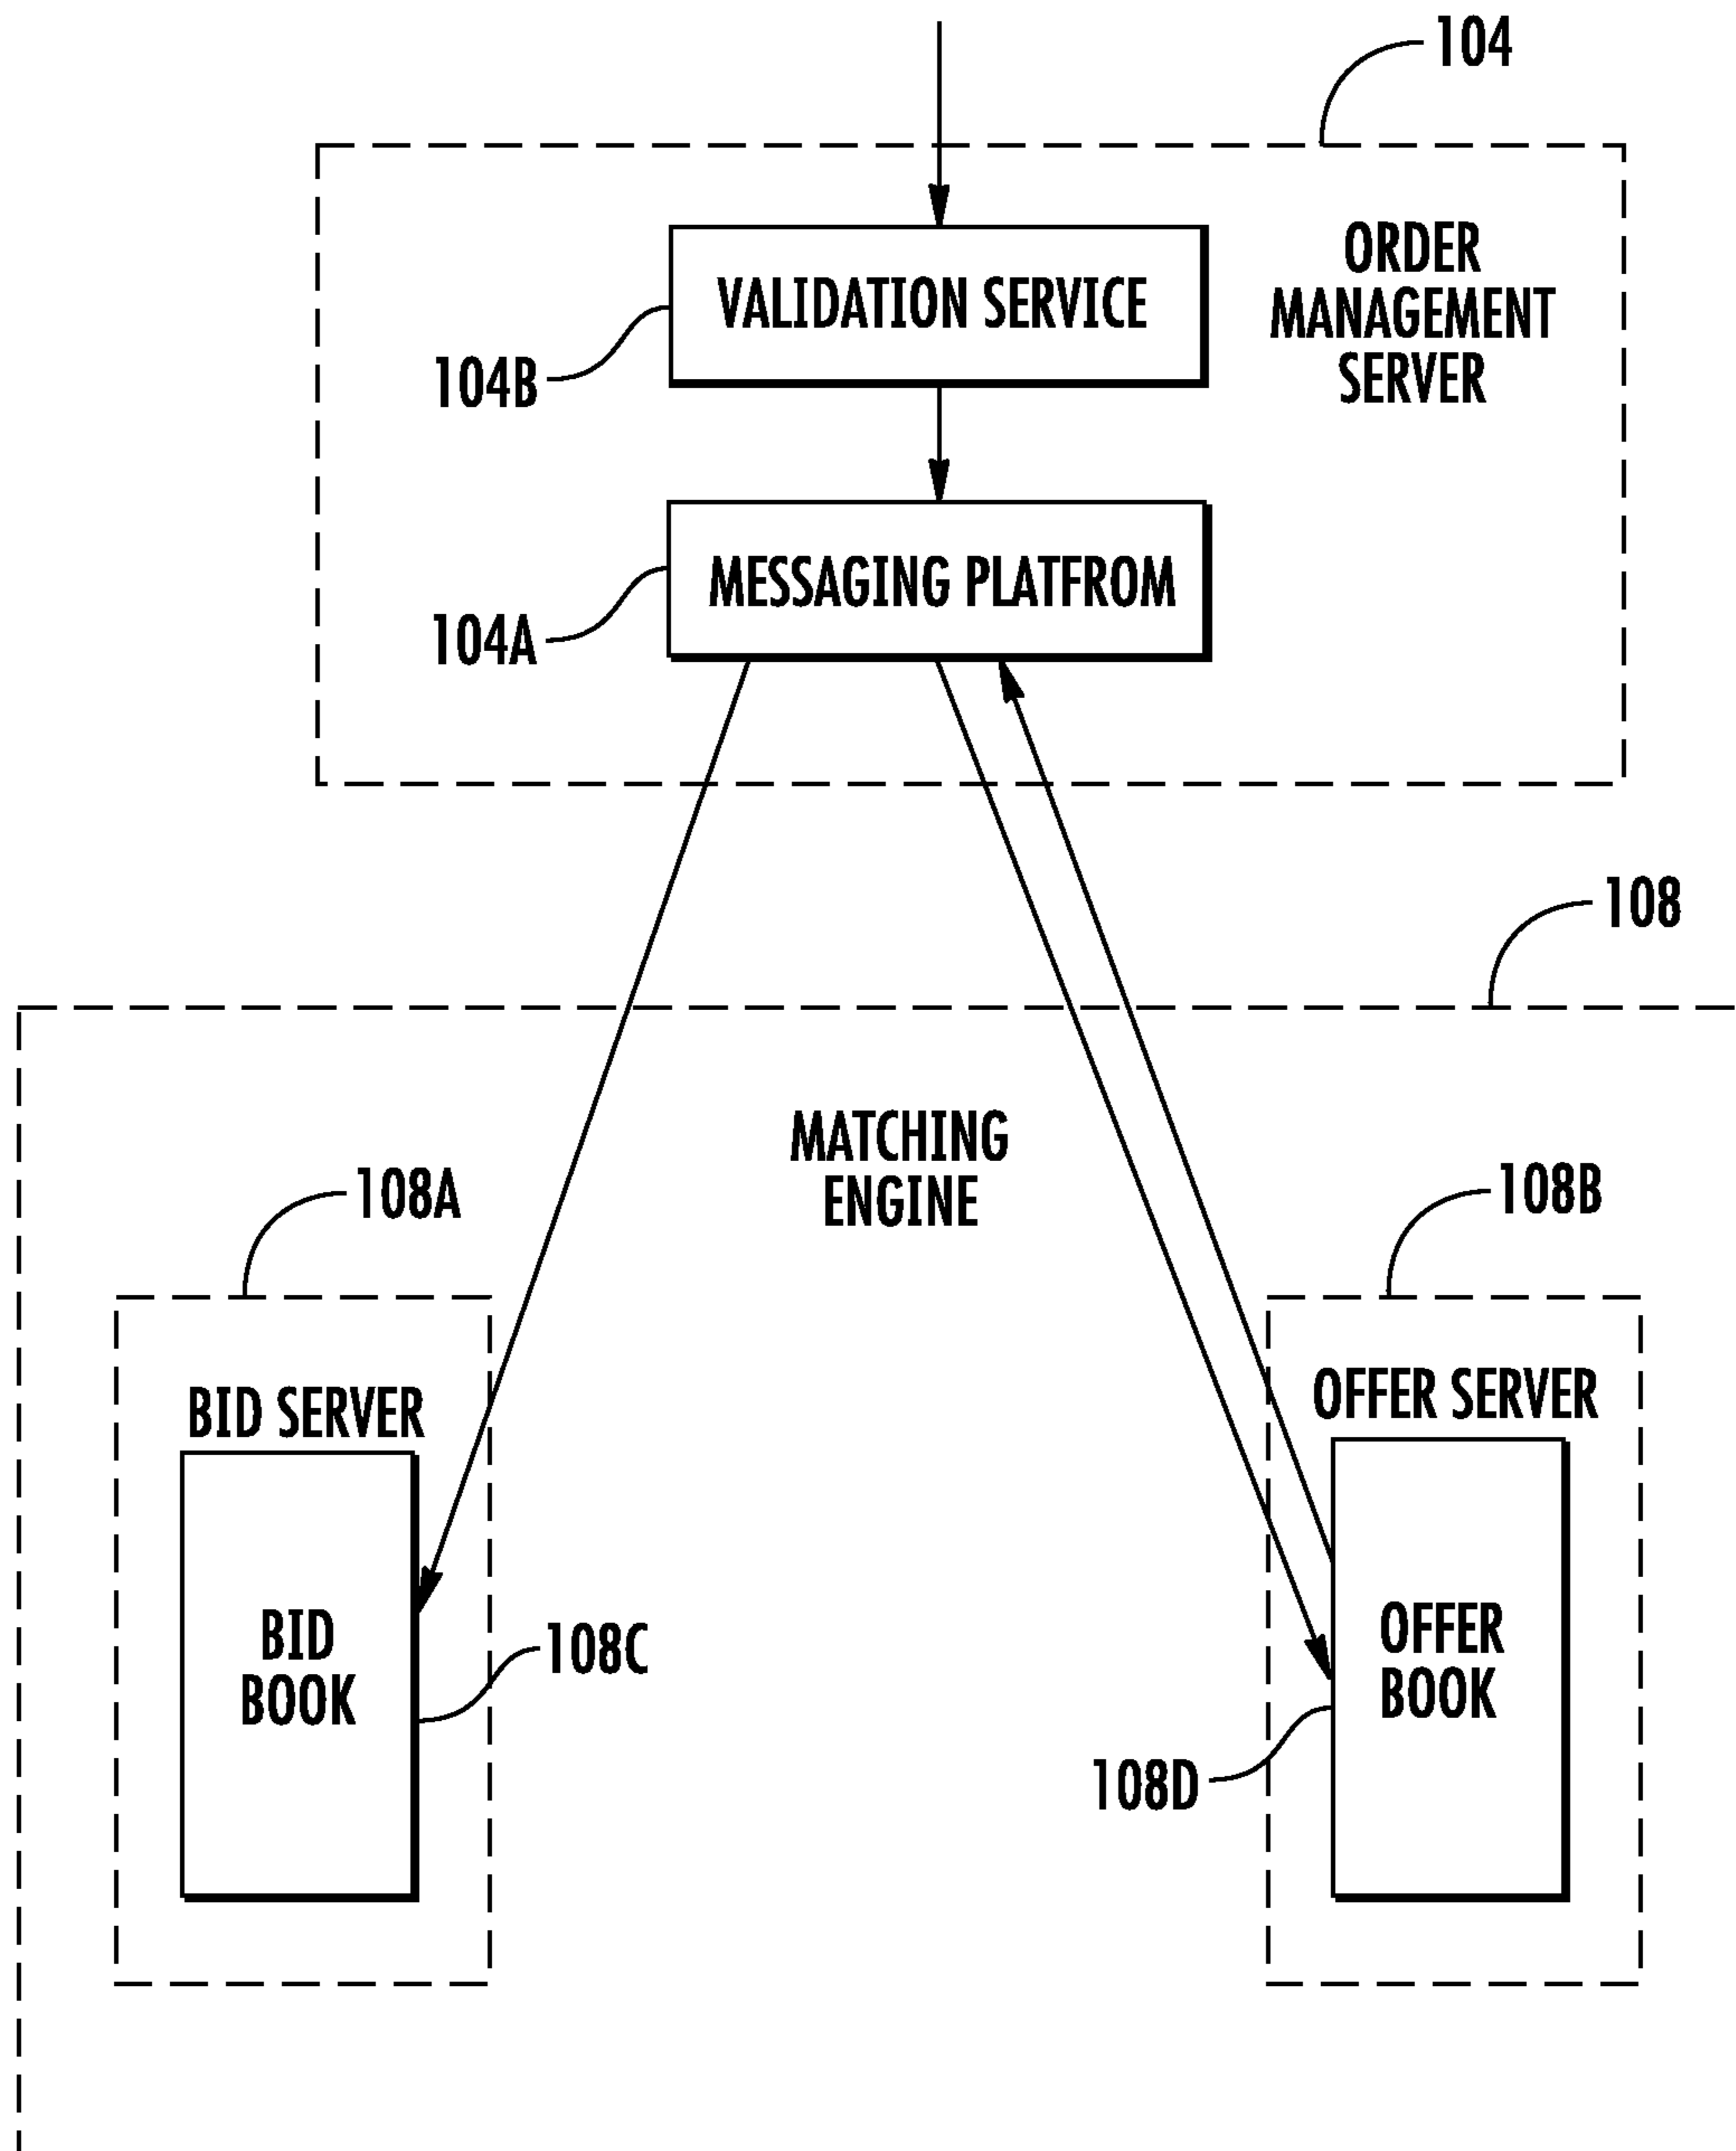 104
ORDER
MANAGEMENT
SERVER
VALIDATION SERVICE
104B
MESSAGING PLATFROM
104A
108
MATCHING
ENGINE
108A
108B
BID SERVER
OFFER SERVER
BID
BOOK
108C
OFFER
BOOK
108D